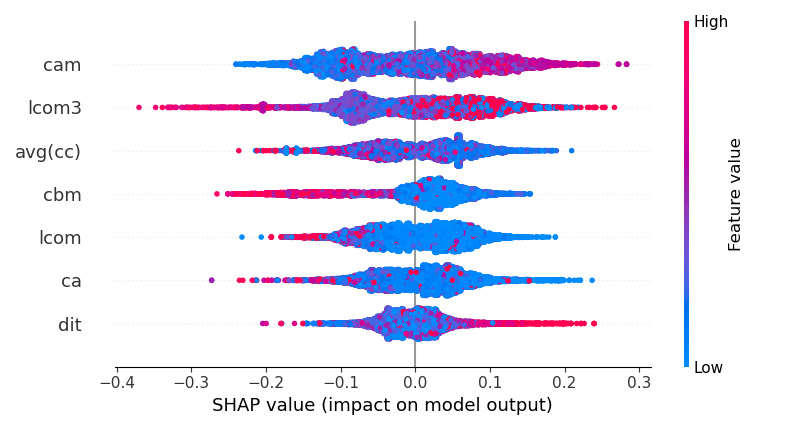 High
cam
lcom3
avg(cc)
cbm
lcom
ca
dit
Feature value
Low
−0.4 −0.3 −0.2 −0.1 0.0 0.1 0.2 0.3
SHAP value (impact on model output)